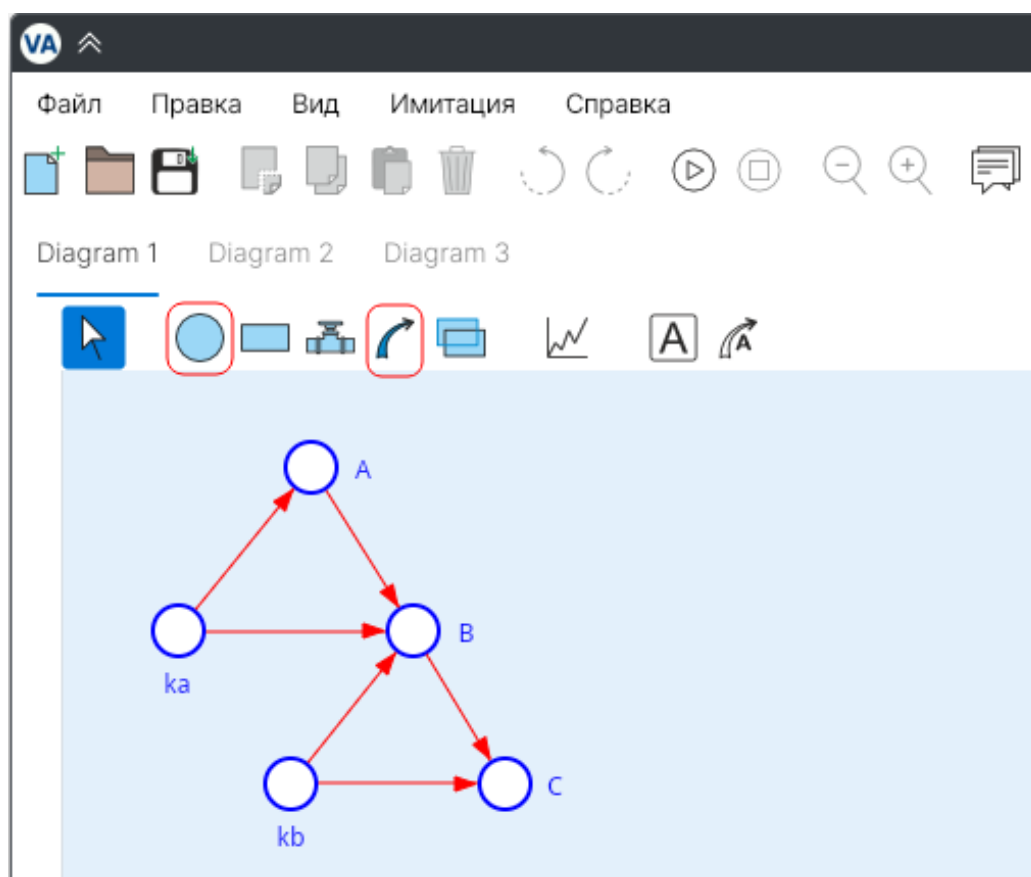 VA
Файл Правка Вид Имитация Справка
Diagram 1 Diagram 2 Diagram 3
A A
A
ka
B
kb
C